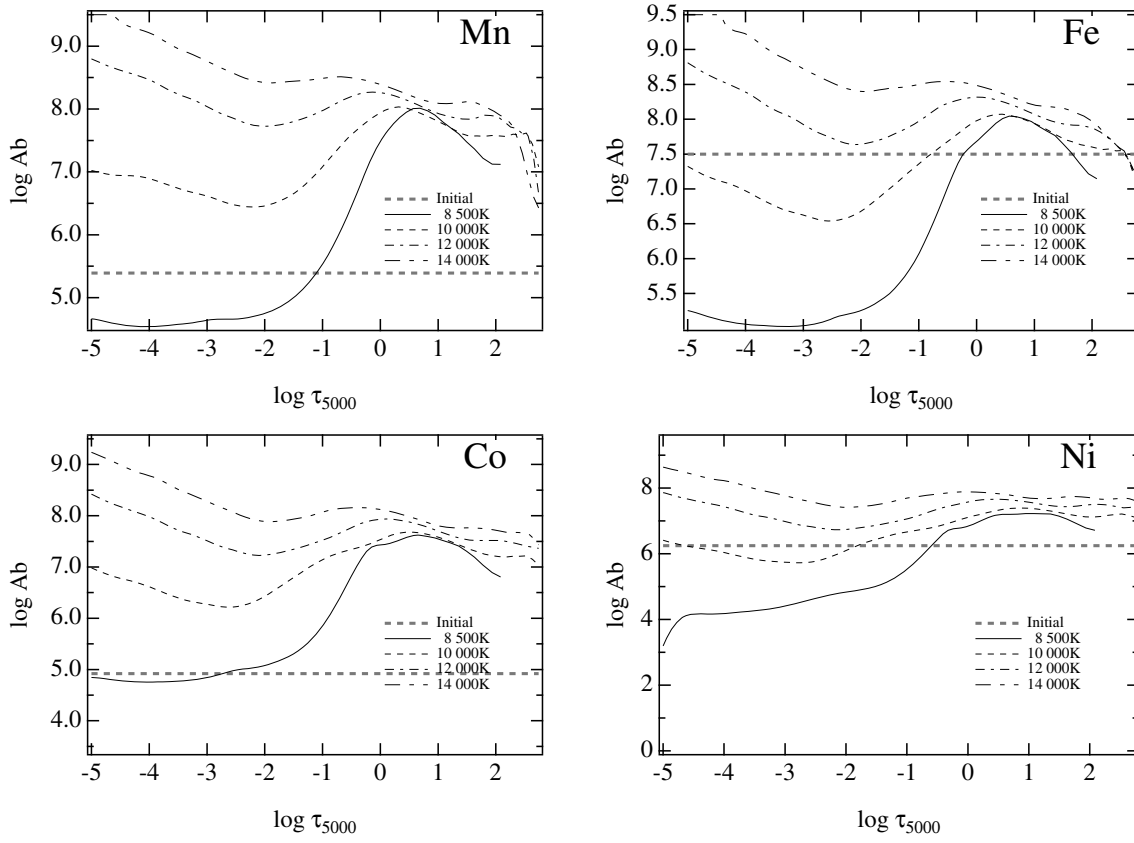 Mn
9.0
8.0
7.0
6.0
5.0
log Ab
-5 -4 -3 -2 -1 0 1 2
log τ5000
Initial
8 500K
10 000K
12 000K
14 000K
Fe
9.5
9.0
8.5
8.0
7.5
7.0
6.5
6.0
5.5
log Ab
-5 -4 -3 -2 -1 0 1 2
log τ5000
Initial
8 500K
10 000K
12 000K
14 000K
Co
9.0
8.0
7.0
6.0
5.0
4.0
log Ab
-5 -4 -3 -2 -1 0 1 2
log τ5000
Initial
8 500K
10 000K
12 000K
14 000K
Ni
8
6
4
2
0
log Ab
-5 -4 -3 -2 -1 0 1 2
log τ5000
Initial
8 500K
10 000K
12 000K
14 000K